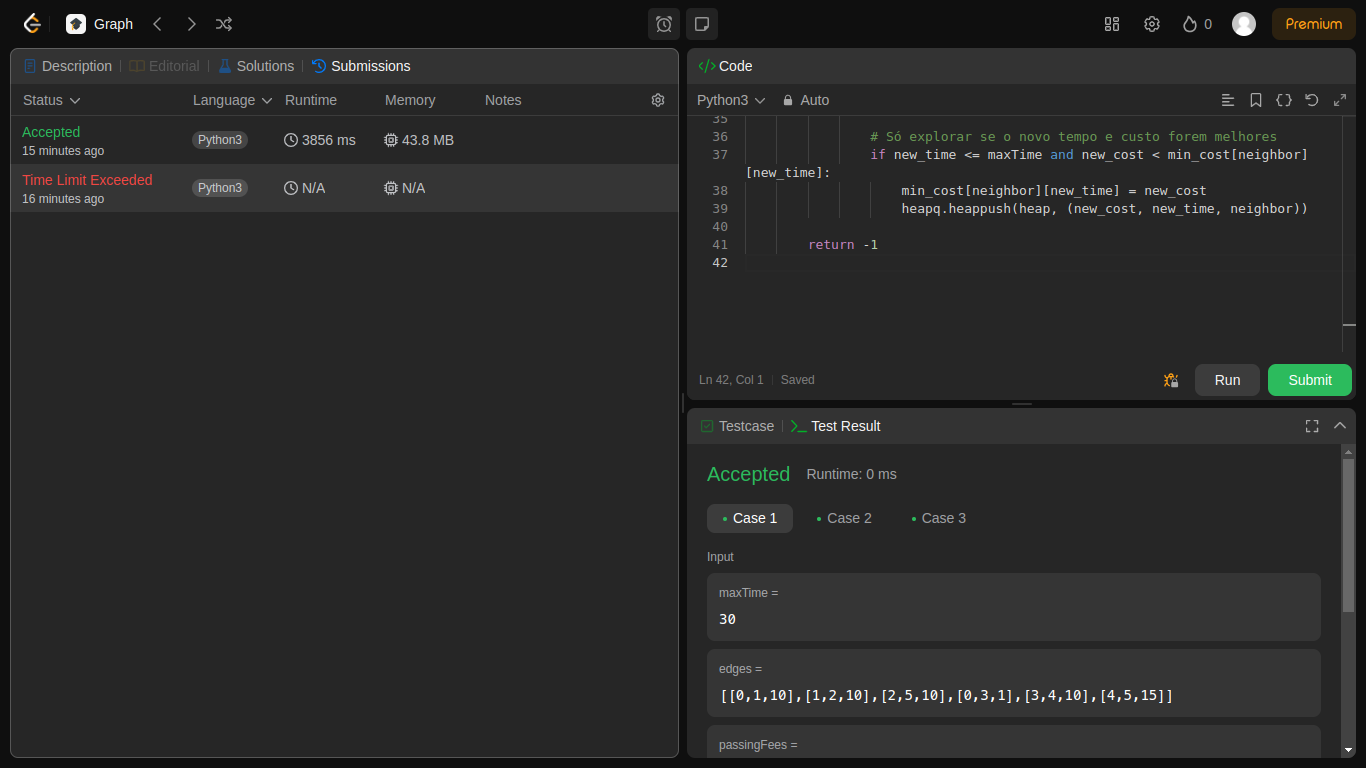 Graph
0
Premium
Description
Editorial
Solutions
Submissions
Status
Language
Runtime
Memory
Notes
Accepted
15 minutes ago
Python3
3856 ms
43.8 MB
Time Limit Exceeded
16 minutes ago
Python3
N/A
N/A
</> Code
Python3
Auto
35
36 # Só explorar se o novo tempo e custo forem melhores
37 if new_time <= maxTime and new_cost < min_cost[neighbor]
[new_time]:
38 min_cost[neighbor][new_time] = new_cost
39 heapq.heappush(heap, (new_cost, new_time, neighbor))
40
41 return -1
42
Ln 42, Col 1
Saved
Run
Submit
Testcase
Test Result
Accepted
Runtime: 0 ms
Case 1
Case 2
Case 3
Input
maxTime =
30
edges =
[[0,1,10],[1,2,10],[2,5,10],[0,3,1],[3,4,10],[4,5,15]]
passingFees =